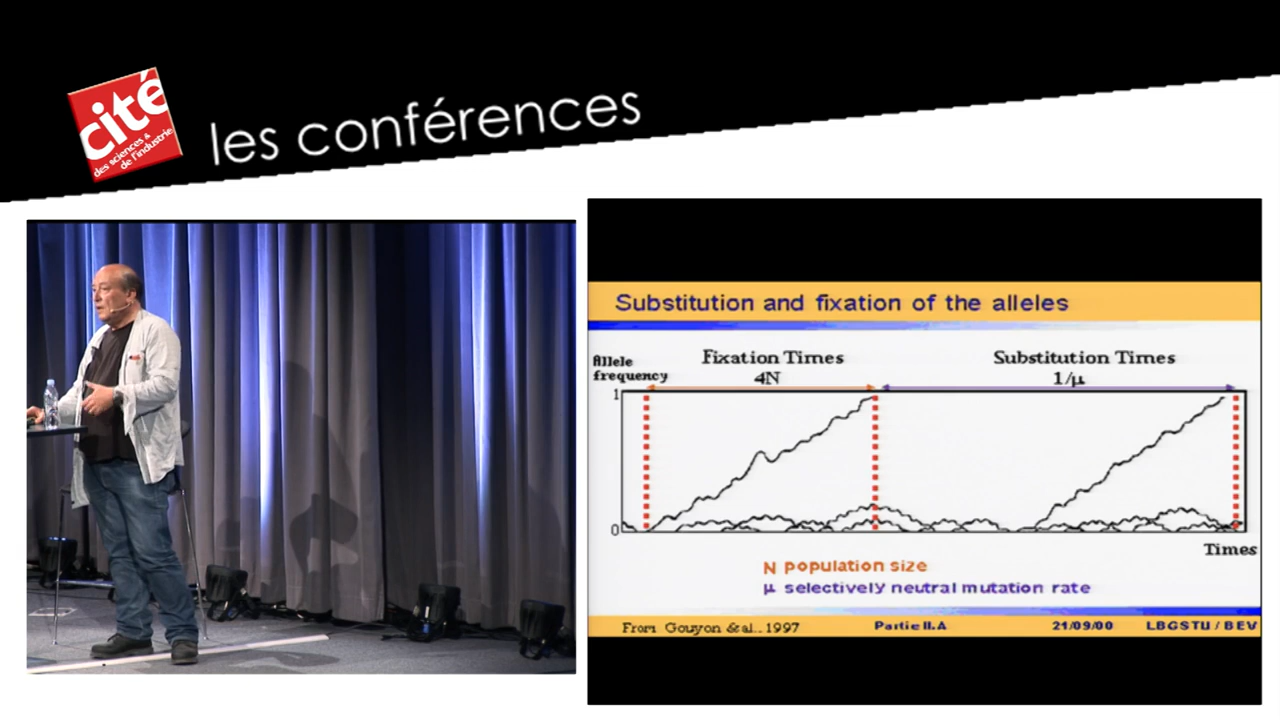 cité
des sciences &
de l'industrie
les conférences
Substitution and fixation of the alleles
Allele
frequency
Fixation Times
4N
Substitution Times
1/μ
1
0
Times
N population size
μ selectively neutral mutation rate
From Gouyon & al., 1997
Partie II.A
21/09/00
LBGSTU / BEV